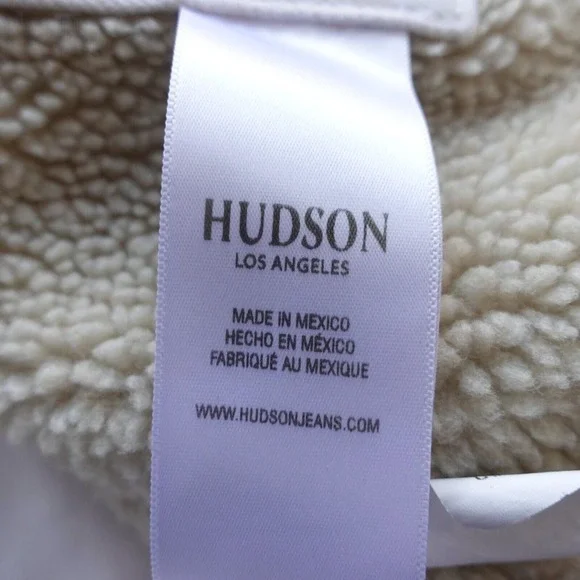 HUDSON
LOS ANGELES
MADE IN MEXICO
HECHO EN MÉXICO
FABRIQUÉ AU MEXIQUE
WWW.HUDSONJEANS.COM